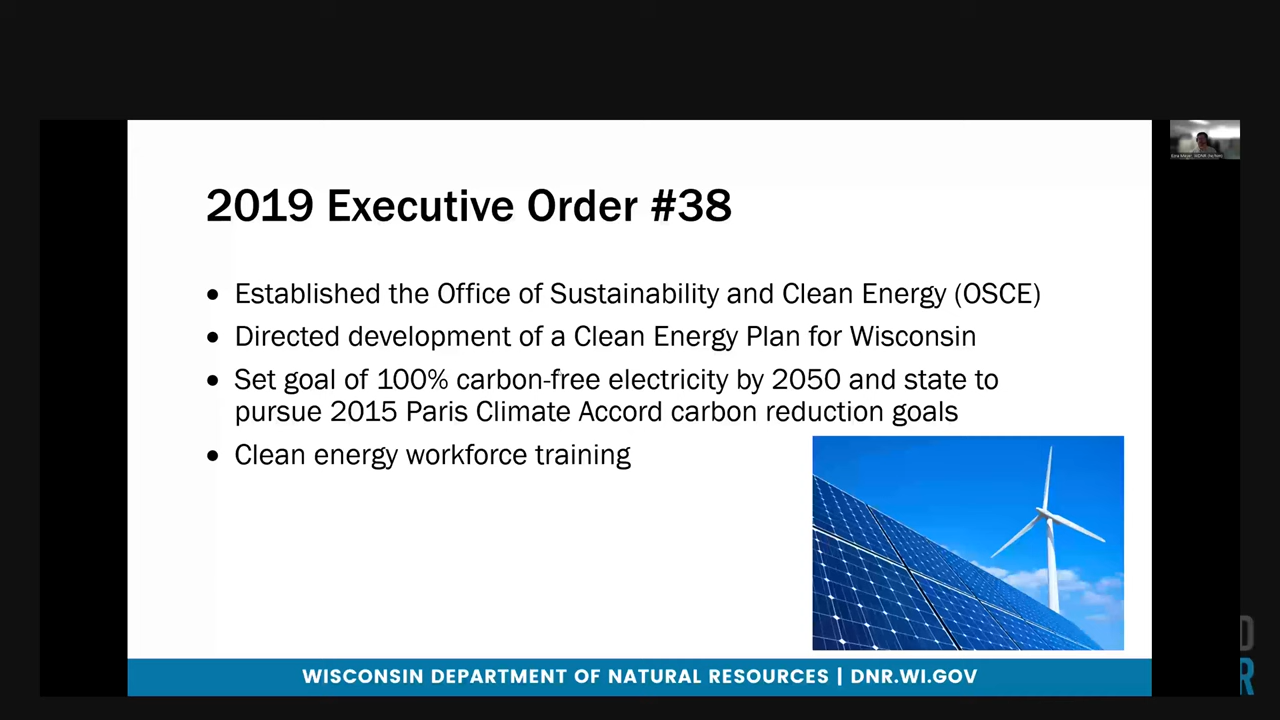 2019 Executive Order #38
• Established the Office of Sustainability and Clean Energy (OSCE)
• Directed development of a Clean Energy Plan for Wisconsin
• Set goal of 100% carbon-free electricity by 2050 and state to
pursue 2015 Paris Climate Accord carbon reduction goals
• Clean energy workforce training
WISCONSIN DEPARTMENT OF NATURAL RESOURCES | DNR.WI.GOV